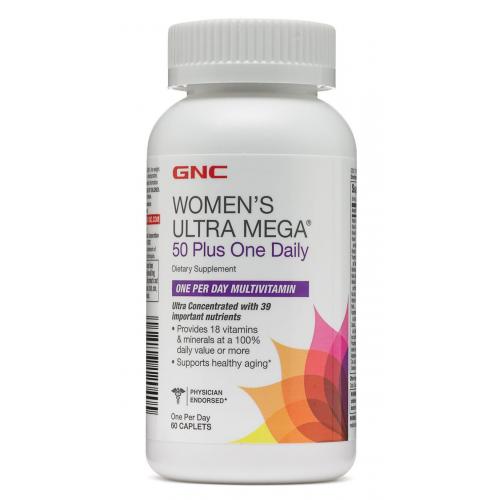 GNC
WOMEN'S
ULTRA MEGA®
50 Plus One Daily
Dietary Supplement
ONE PER DAY MULTIVITAMIN
Ultra Concentrated with 39
important nutrients
• Provides 18 vitamins
& minerals at a 100%
daily value or more
• Supports healthy aging*
PHYSICIAN
ENDORSED*
One Per Day
60 CAPLETS